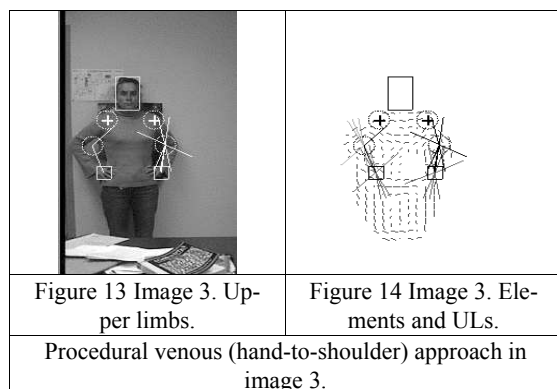 Figure 13 Image 3. Up-
per limbs.
Figure 14 Image 3. Ele-
ments and ULs.
Procedural venous (hand-to-shoulder) approach in
image 3.